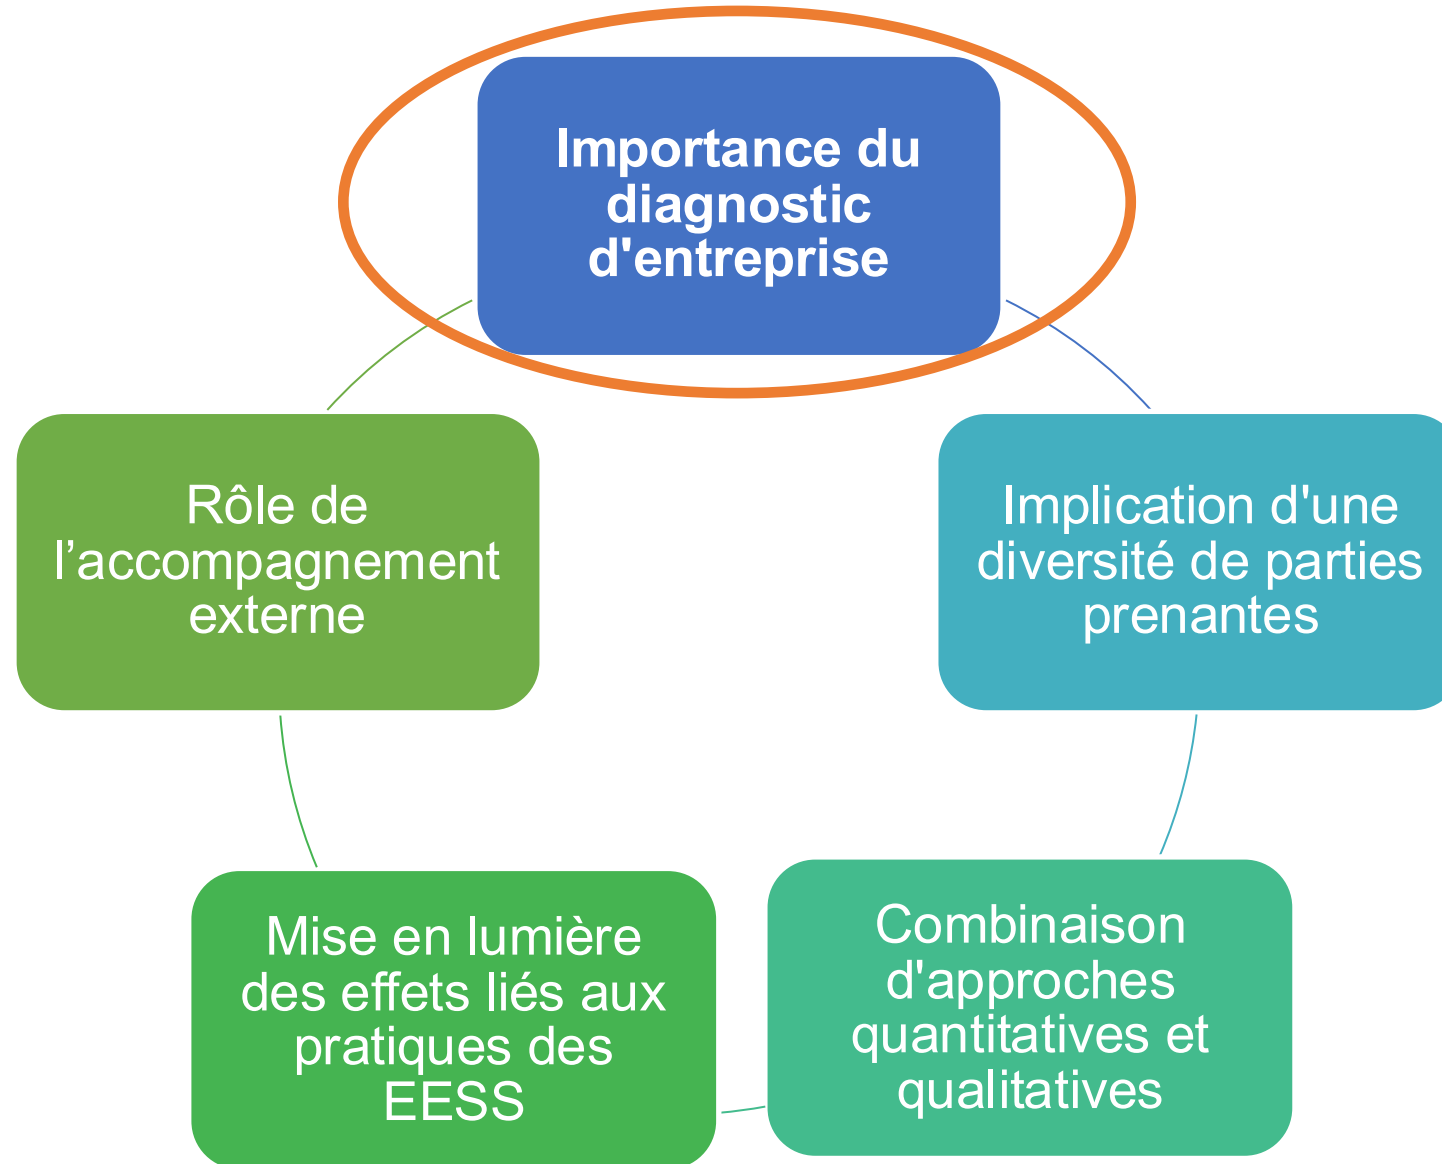 Importance du
diagnostic
d'entreprise
Implication d'une
diversité de parties
prenantes
Combinaison
d'approches
quantitatives et
qualitatives
Mise en lumière
des effets liés aux
pratiques des
EESS
Rôle de
l’accompagnement
externe